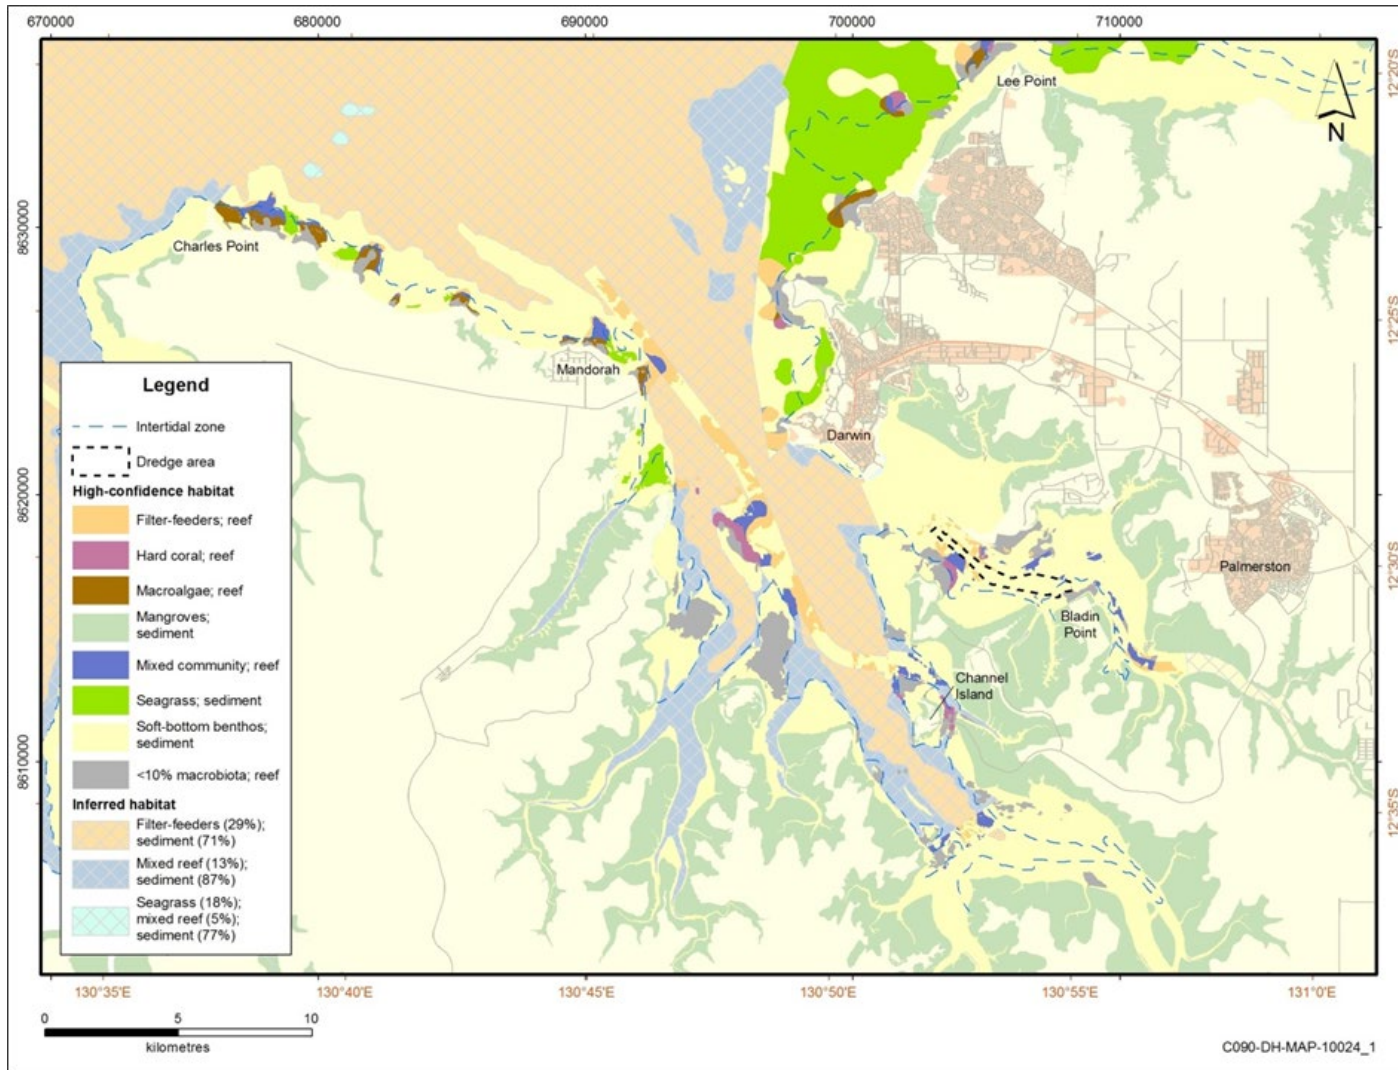 670000 680000 690000 700000 710000
Lee Point
12°20'S
N
8630000
Charles Point
12°25'S
Mandorah
Darwin
Legend
Intertidal zone
Dredge area
High-confidence habitat
Filter-feeders; reef
Hard coral; reef
Macroalgae; reef
Mangroves;
sediment
Mixed community; reef
Seagrass; sediment
Soft-bottom benthos;
sediment
<10% macrobiota; reef
Inferred habitat
Filter-feeders (29%);
sediment (71%)
Mixed reef (13%);
sediment (87%)
Seagrass (18%);
mixed reef (5%);
sediment (77%)
8620000
12°30'S
Palmerston
Bladin
Point
Channel
Island
8610000
12°35'S
130°35'E 130°40'E 130°45'E 130°50'E 130°55'E 131°0'E
0 5 10
kilometres
C090-DH-MAP-10024_1